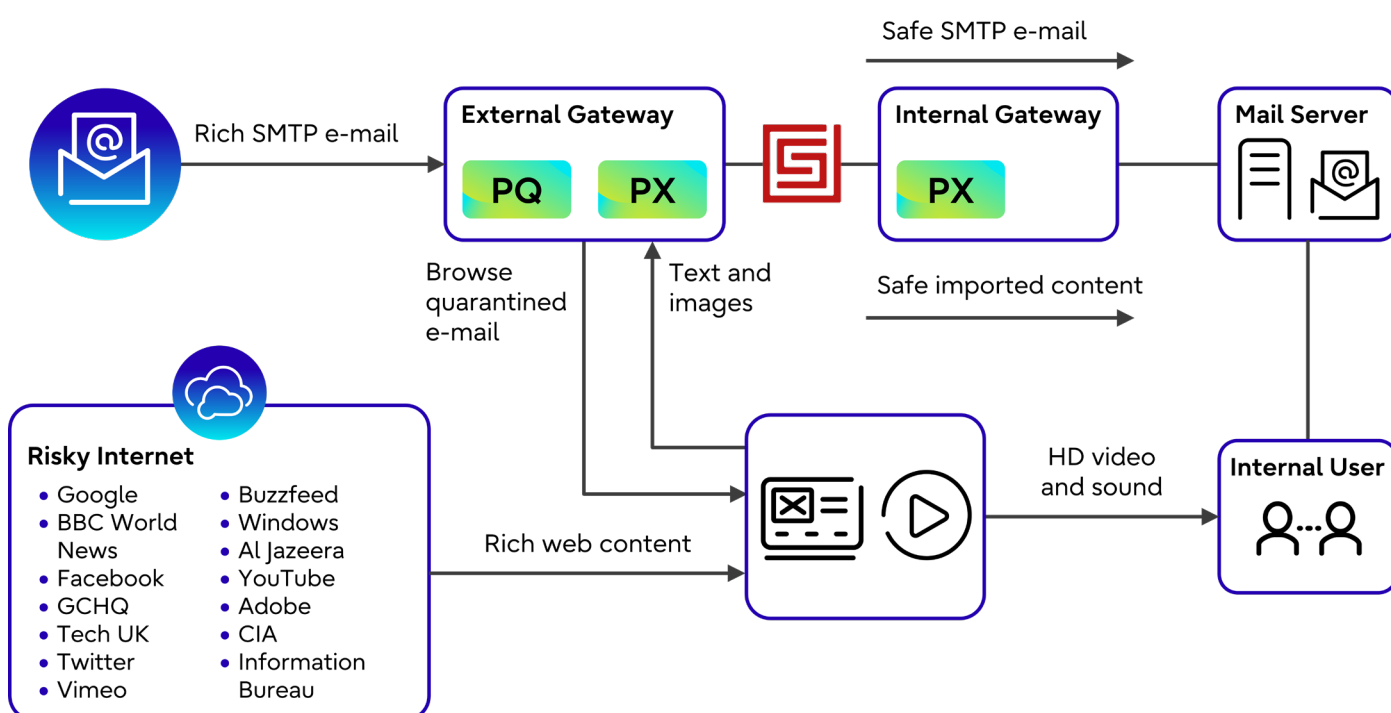 Safe SMTP e-mail
Rich SMTP e-mail
External Gateway
PQ
PX
Internal Gateway
PX
Mail Server
Browse
quarantined
e-mail
Text and
images
Safe imported content
Risky Internet
Google
BBC World
News
Facebook
GCHQ
Tech UK
Twitter
Vimeo
Buzzfeed
Windows
Al Jazeera
YouTube
Adobe
CIA
Information
Bureau
Rich web content
HD video
and sound
Internal User